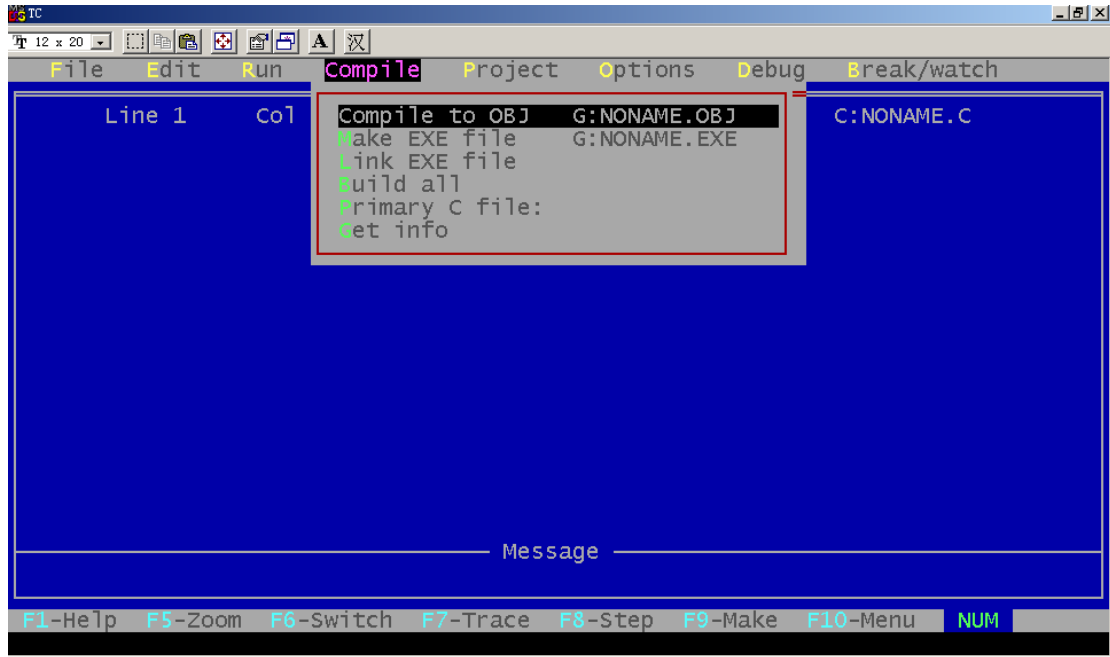 TC
12 x 20 A 汉
File Edit Run Compile Project Options Debug Break/watch
Line 1 Col C:NONAME.C
Compile to OBJ G:NONAME.OBJ
Make EXE file G:NONAME.EXE
Link EXE file
Build all
Primary C file:
Get info
Message
F1-Help F5-Zoom F6-Switch F7-Trace F8-Step F9-Make F10-Menu NUM